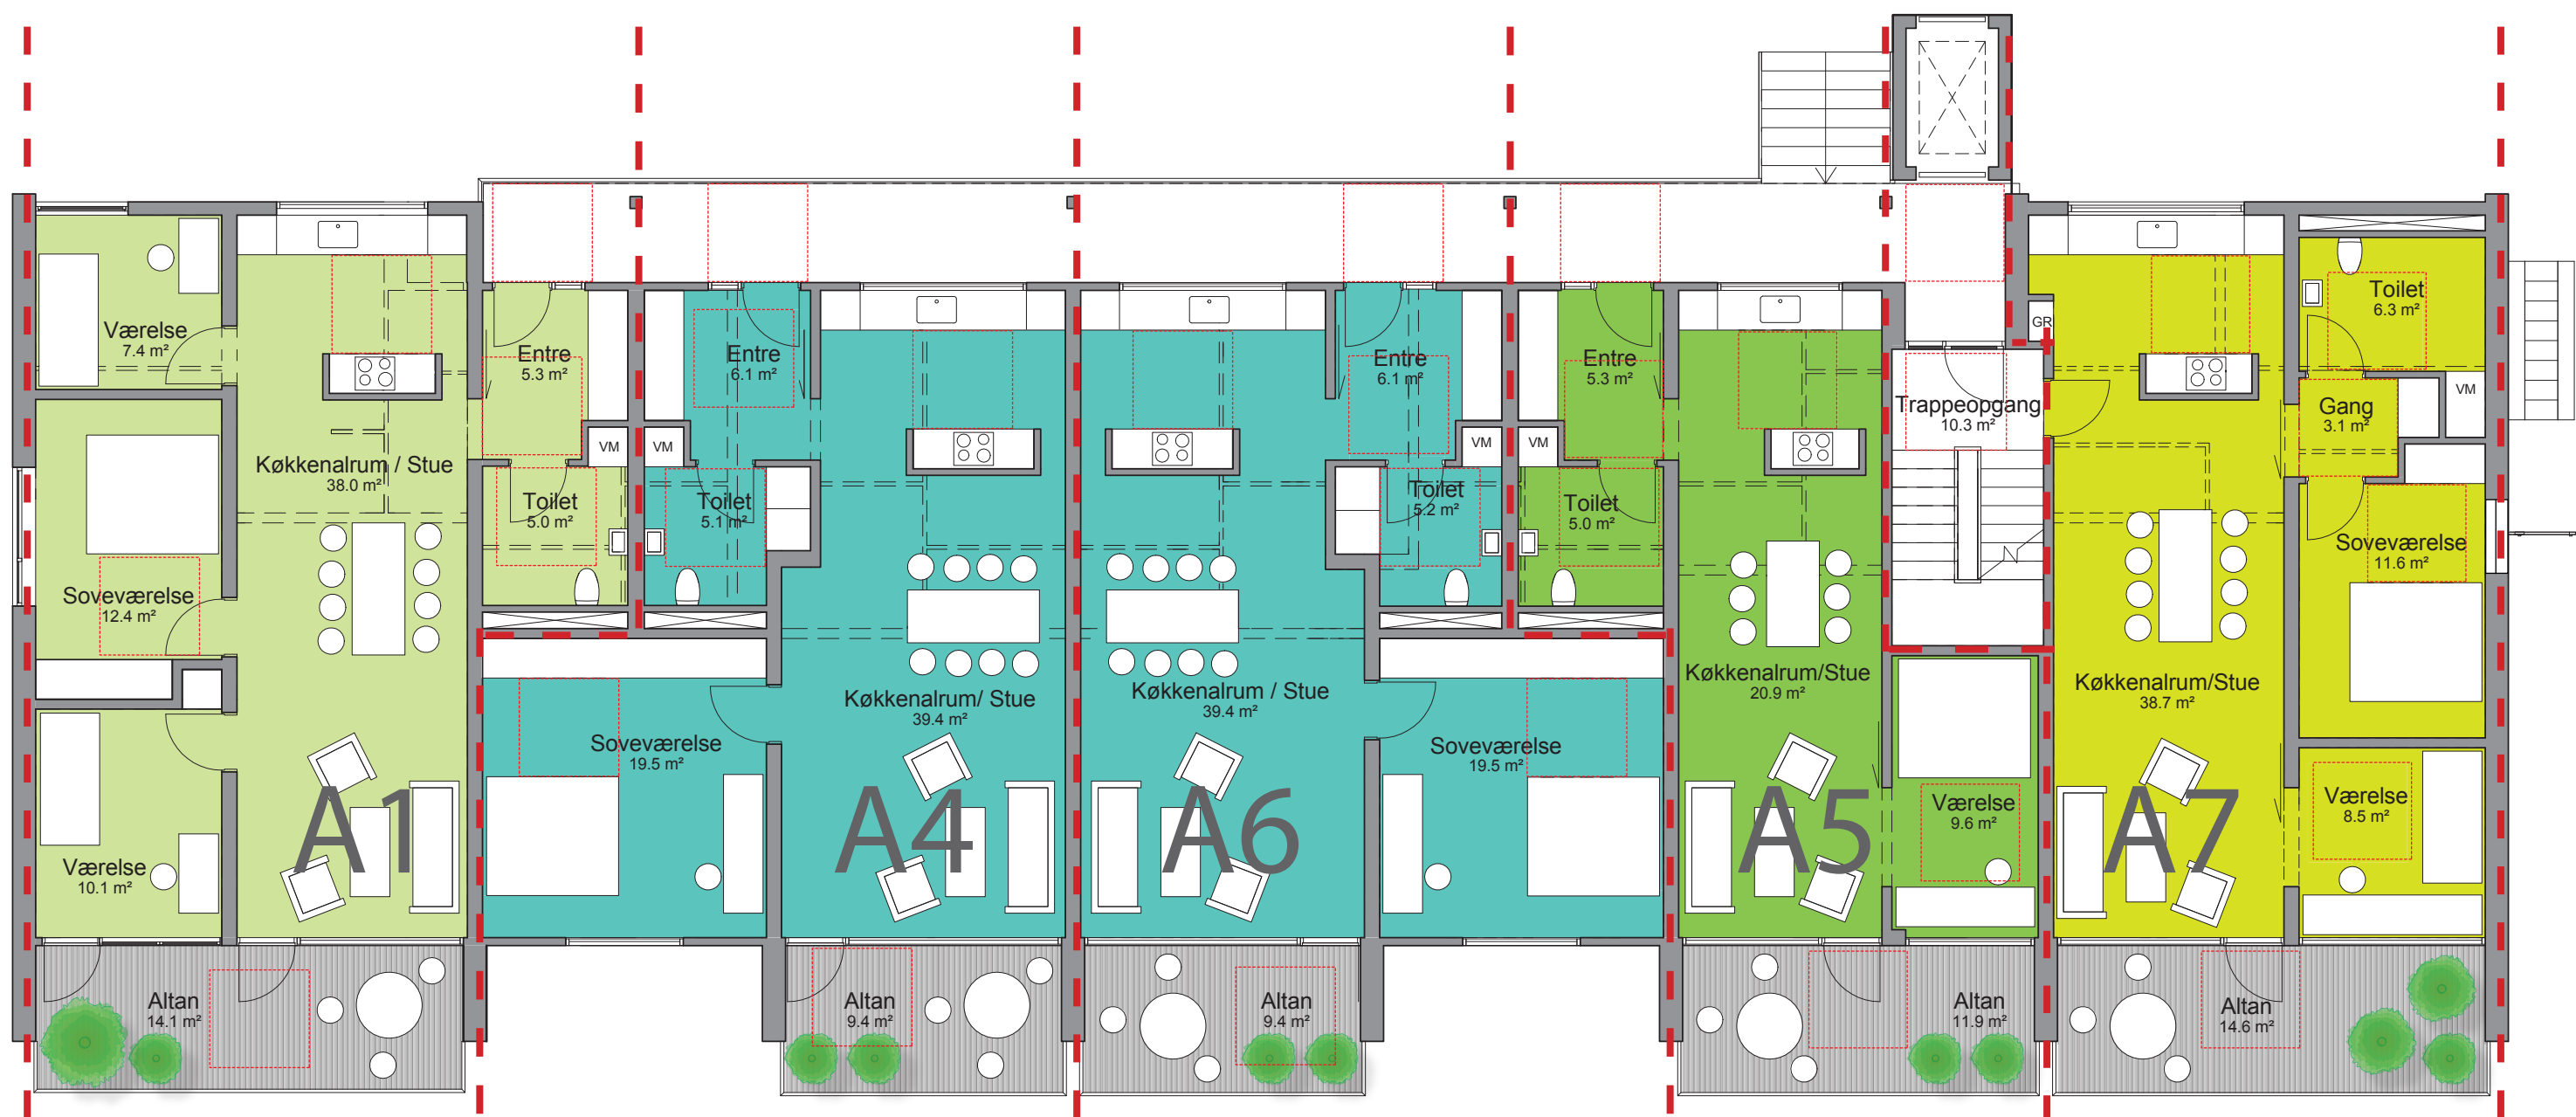 Værelse
7.4 m²
Køkkenalrum / Stue
38.0 m²
Soveværelse
12.4 m²
Værelse
10.1 m²
A1
Altan
14.1 m²
Entre
5.3 m²
VM
Toilet
5.0 m²
Entre
6.1 m²
VM
Toilet
5.1 m²
Soveværelse
19.5 m²
Køkkenalrum/ Stue
39.4 m²
A4
Altan
9.4 m²
Køkkenalrum / Stue
39.4 m²
A6
Altan
9.4 m²
Entre
6.1 m²
VM
Toilet
5.2 m²
Soveværelse
19.5 m²
Entre
5.3 m²
VM
Toilet
5.0 m²
Køkkenalrum/Stue
20.9 m²
Værelse
9.6 m²
A5
Altan
11.9 m²
Trappeopgang
10.3 m²
GR
Køkkenalrum/Stue
38.7 m²
A7
Toilet
6.3 m²
VM
Gang
3.1 m²
Soveværelse
11.6 m²
Værelse
8.5 m²
Altan
14.6 m²